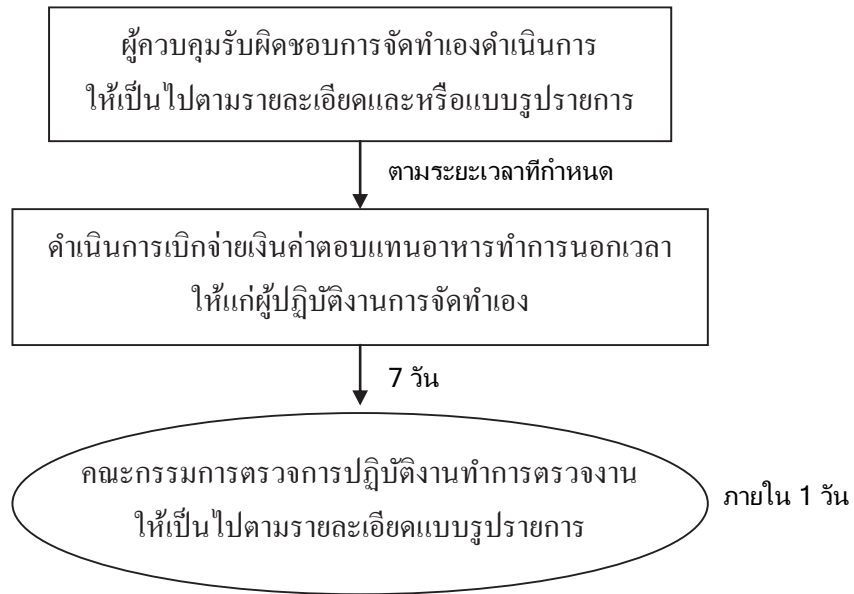 ผู้ควบคุมรับผิดชอบการจัดทำเองดำเนินการ
ให้เป็นไปตามรายละเอียดและหรือแบบรูปรายการ
ตามระยะเวลาทีกำหนด
ดำเนินการเบิกจ่ายเงินค่าตอบแทนอาหารทำการนอกเวลา
ให้แก่ผู้ปฏิบัติงานการจัดทำเอง
7 วัน
คณะกรรมการตรวจการปฏิบัติงานทำการตรวจงาน
ให้เป็นไปตามรายละเอียดแบบรูปรายการ
ภายใน 1 วัน